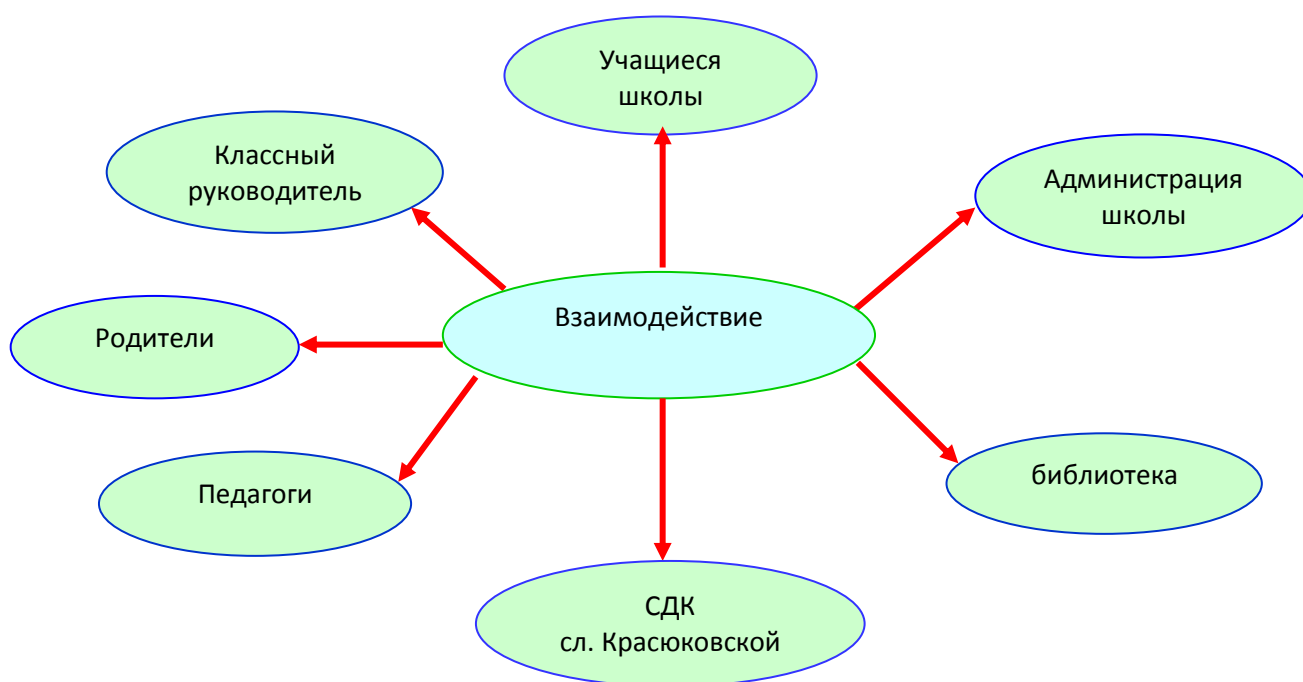 Учащиеся
школы
Классный
руководитель
Администрация
школы
Взаимодействие
Родители
Педагоги
библиотека
СДК
сл. Красюковской